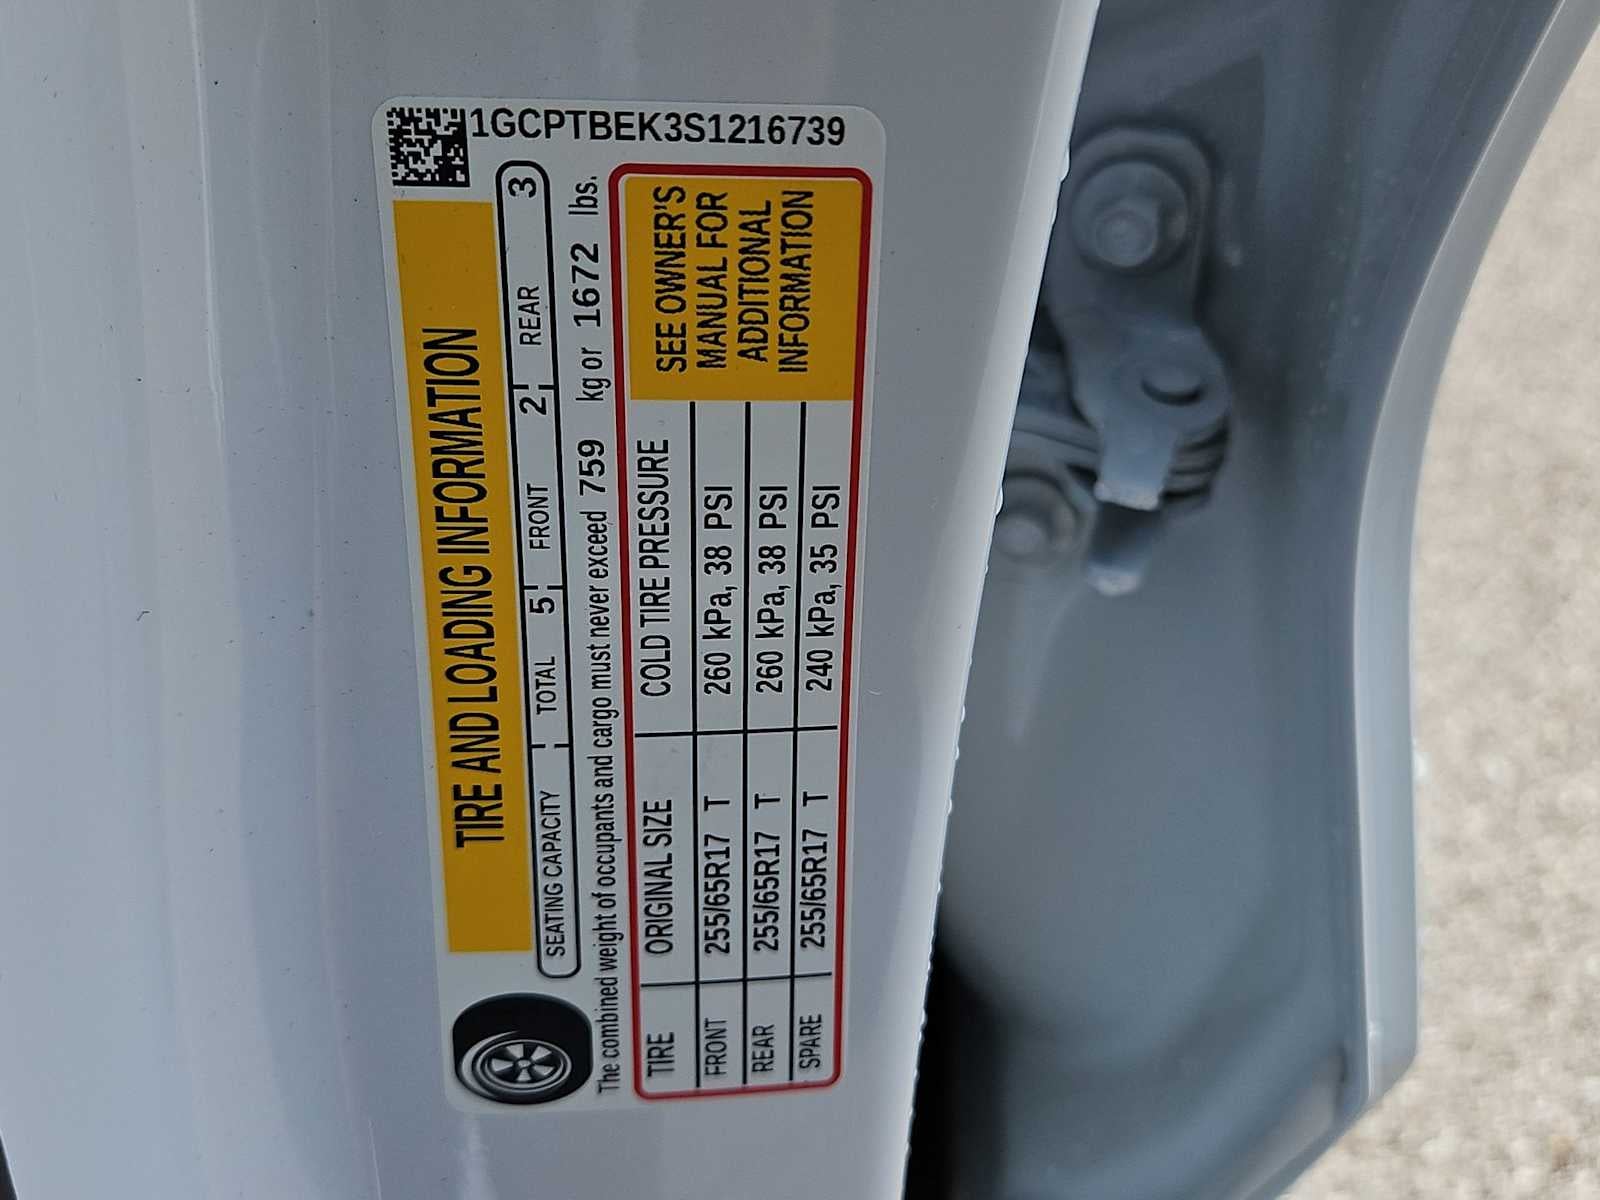 1GCPTBEK3S1216739
TIRE AND LOADING INFORMATION
SEATING CAPACITY TOTAL 5 FRONT 2 REAR 3
The combined weight of occupants and cargo must never exceed 759 kg or 1672 lbs.
TIRE ORIGINAL SIZE COLD TIRE PRESSURE
FRONT 255/65R17 T 260 kPa, 38 PSI
REAR 255/65R17 T 260 kPa, 38 PSI
SPARE 255/65R17 T 240 kPa, 35 PSI
SEE OWNER'S
MANUAL FOR
ADDITIONAL
INFORMATION